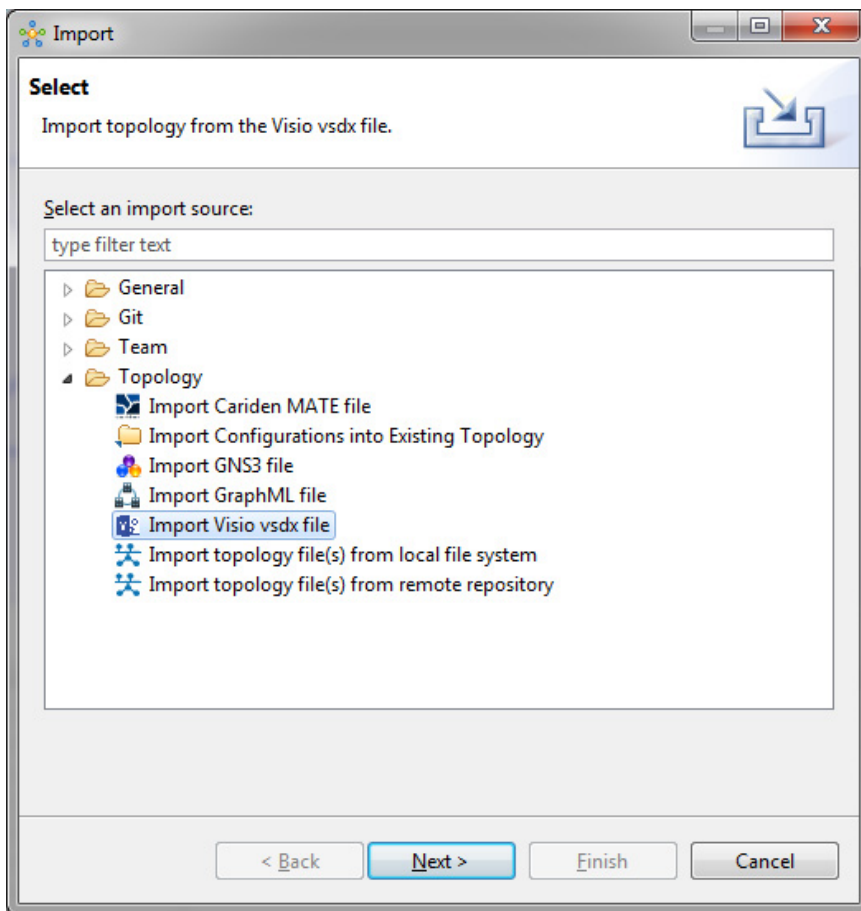 Import
Select
Import topology from the Visio vsdx file.
Select an import source:
type filter text
General
Git
Team
Topology
Import Cariden MATE file
Import Configurations into Existing Topology
Import GNS3 file
Import GraphML file
Import Visio vsdx file
Import topology file(s) from local file system
Import topology file(s) from remote repository
< Back Next > Finish Cancel